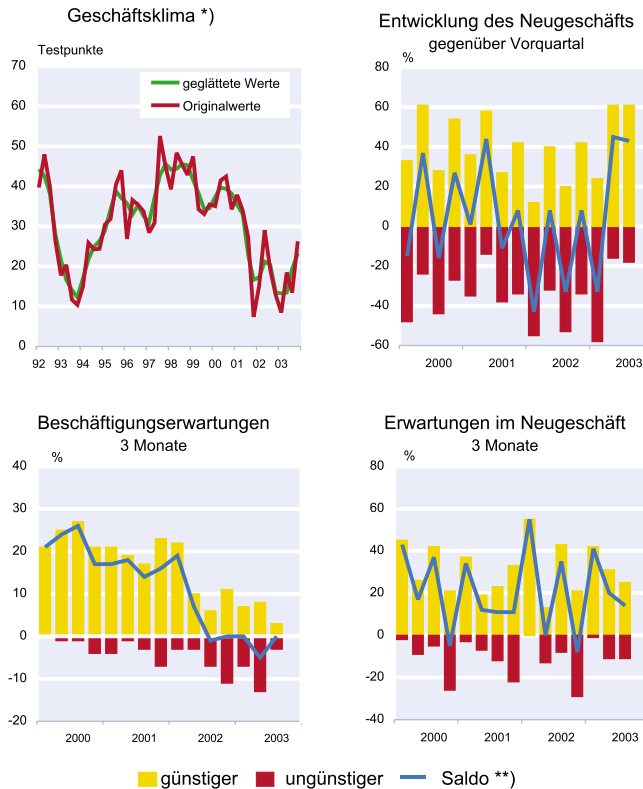 Geschäftsklima *)
Testpunkte
70
60
50
40
30
20
10
0
geglättete Werte
Originalwerte
92 93 94 95 96 97 98 99 00 01 02 03
Entwicklung des Neugeschäfts
gegenüber Vorquartal
%
80
60
40
20
0
-20
-40
-60
2000 2001 2002 2003
Beschäftigungserwartungen
3 Monate
%
40
30
20
10
0
-10
-20
2000 2001 2002 2003
Erwartungen im Neugeschäft
3 Monate
%
80
60
40
20
0
-20
-40
2000 2001 2002 2003
günstiger ungünstiger Saldo **)